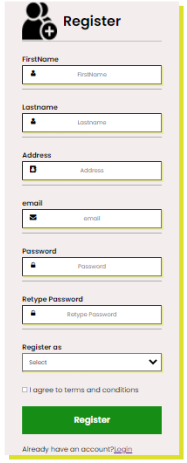 Register
FirstName
FirstName
Lastname
Lastname
Address
Address
email
email
Password
Password
Retype Password
Retype Password
Register as
Select
I agree to terms and conditions
Register
Already have an account?Login